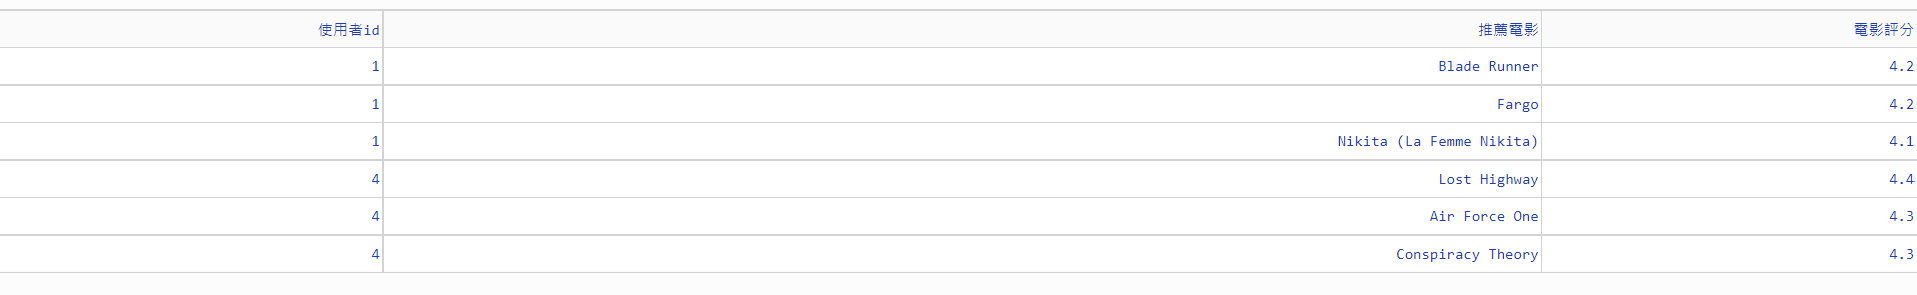 使用者id 推薦電影 電影評分
1 Blade Runner 4.2
1 Fargo 4.2
1 Nikita (La Femme Nikita) 4.1
4 Lost Highway 4.4
4 Air Force One 4.3
4 Conspiracy Theory 4.3